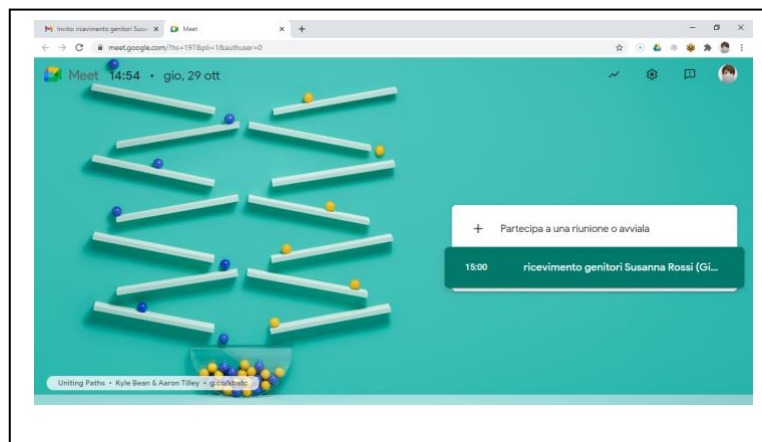 Invito: ricevimento genitori Susan
Meet
meet.google.com/?hs=197&pli=1&authuser=0
Meet 14:54 • gio, 29 ott
Partecipa a una riunione o avviala
15:00 ricevimento genitori Susanna Rossi (Gi...
Uniting Paths • Kyle Bean & Aaron Tilley • g.co/kbatc